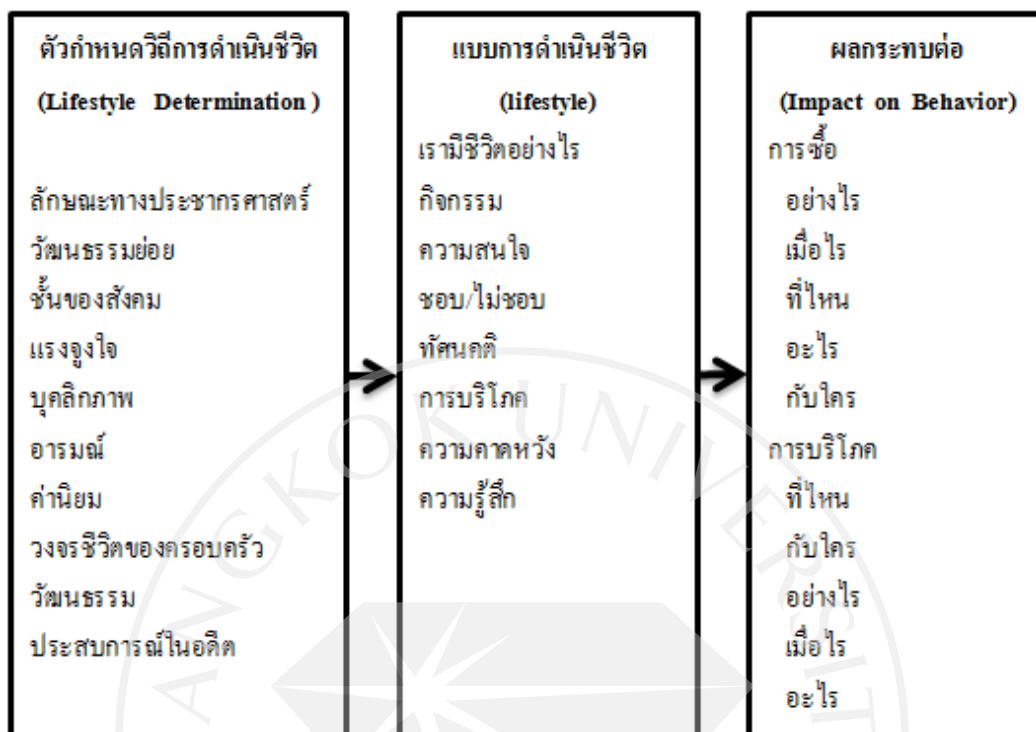 ตัวกำหนดวิถีการดำเนินชีวิต
(Lifestyle Determination )
ลักษณะทางประชากรศาสตร์
วัฒนธรรมย่อย
ชั้นของสังคม
แรงจูงใจ
บุคลิกภาพ
อารมณ์
ค่านิยม
วงจรชีวิตของครอบครัว
วัฒนธรรม
ประสบการณ์ในอดีต
แบบการดำเนินชีวิต
(lifestyle)
เรามีชีวิตอย่างไร
กิจกรรม
ความสนใจ
ชอบ/ไม่ชอบ
ทัศนคติ
การบริโภค
ความคาดหวัง
ความรู้สึก
ผลกระทบต่อ
(Impact on Behavior)
การซื้อ
อย่างไร
เมื่อไร
ที่ไหน
อะไร
กับใคร
การบริโภค
ที่ไหน
กับใคร
อย่างไร
เมื่อไร
อะไร
ANGKOK UNIVERSIT